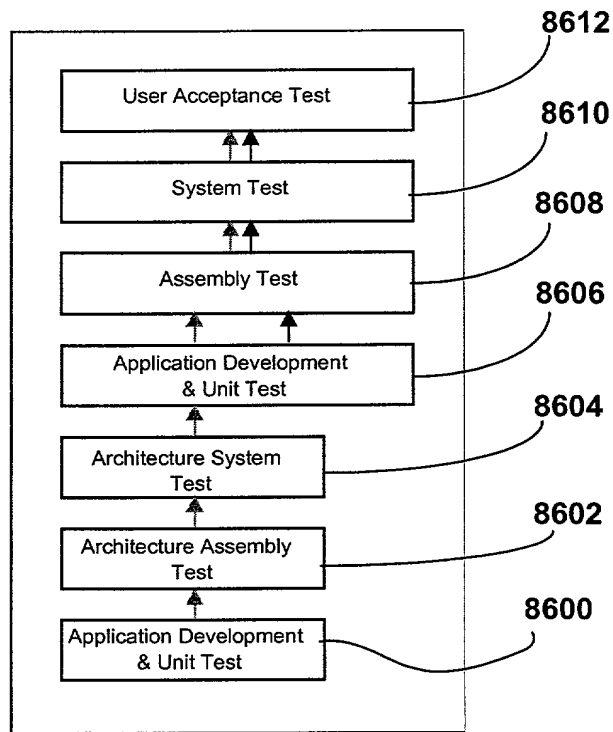 8612
User Acceptance Test
8610
System Test
8608
Assembly Test
8606
Application Development
& Unit Test
8604
Architecture System
Test
8602
Architecture Assembly
Test
8600
Application Development
& Unit Test